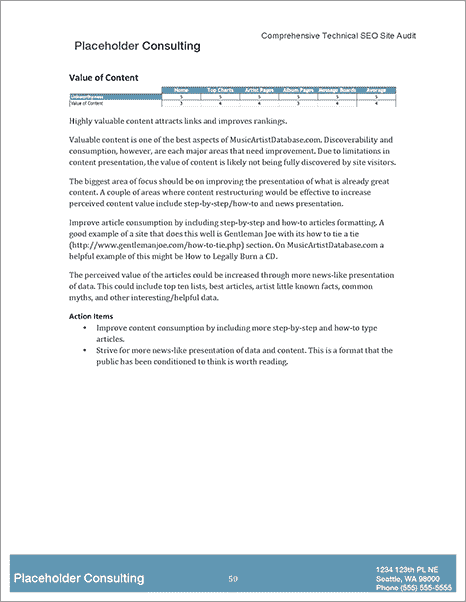 Comprehensive Technical SEO Site Audit
Placeholder Consulting
Value of Content
Home Top Charts Artist Pages Album Pages Message Boards Average
5 5 5 5 5 5
Value of Content 3 4 4 3 4 4
Highly valuable content attracts links and improves rankings.
Valuable content is one of the best aspects of MusicArtistDatabase.com. Discoverability and
consumption, however, are each major areas that need improvement. Due to limitations in
content presentation, the value of content is likely not being fully discovered by site visitors.
The biggest area of focus should be on improving the presentation of what is already great
content. A couple of areas where content restructuring would be effective to increase
perceived content value include step-by-step/how-to and news presentation.
Improve article consumption by including step-by-step and how-to articles formatting. A
good example of a site that does this well is Gentleman Joe with its how to tie a tie
(http://www.gentlemanjoe.com/how-to-tie.php) section. On MusicArtistDatabase.com a
helpful example of this might be How to Legally Burn a CD.
The perceived value of the articles could be increased through more news-like presentation
of data. This could include top ten lists, best articles, artist little known facts, common
myths, and other interesting/helpful data.
Action Items
• Improve content consumption by including more step-by-step and how-to type
articles.
• Strive for more news-like presentation of data and content. This is a format that the
public has been conditioned to think is worth reading.
Placeholder Consulting
59
1234 123th PL NE
Seattle, WA 98000
Phone (555) 555-5555